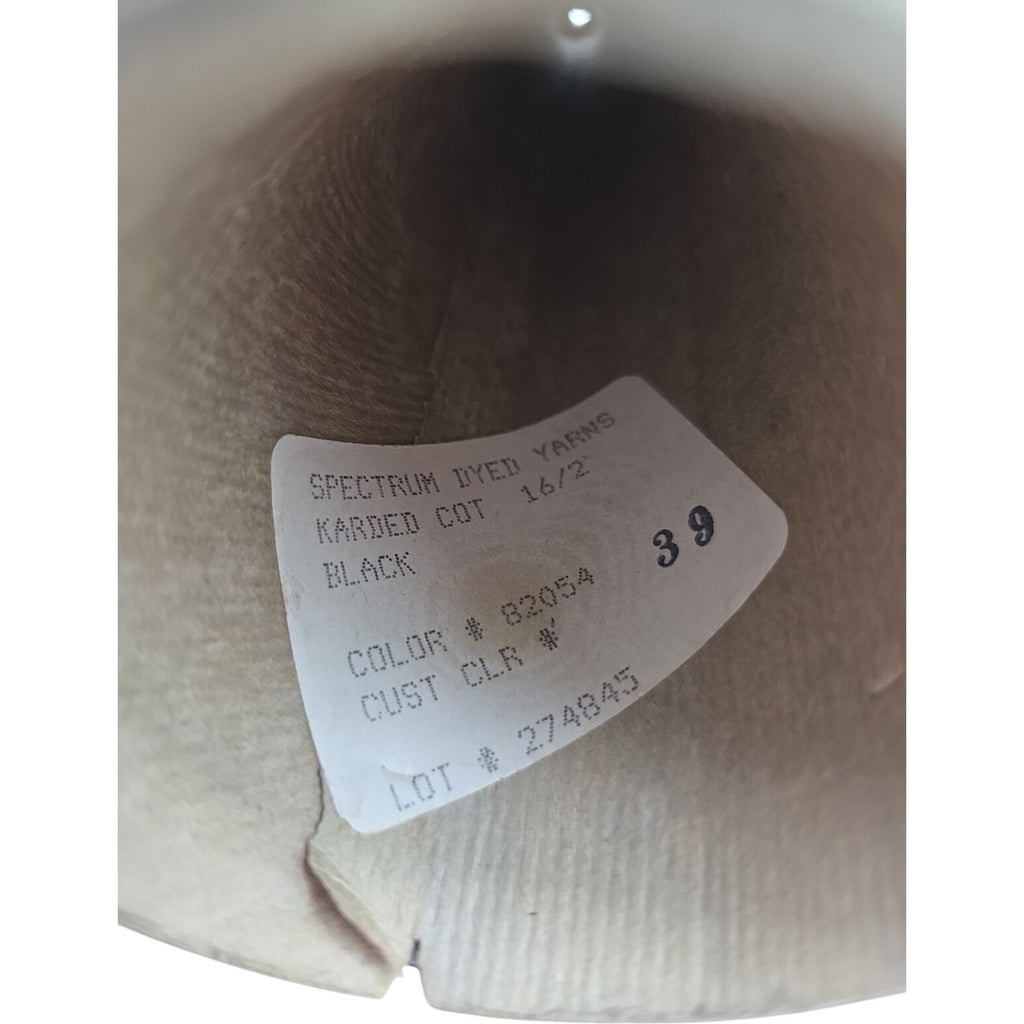 SPECTRUM DYED YARNS
KARDED COT 16/2
BLACK
39
COLOR # 82054
CUST CLR #
LOT # 274845